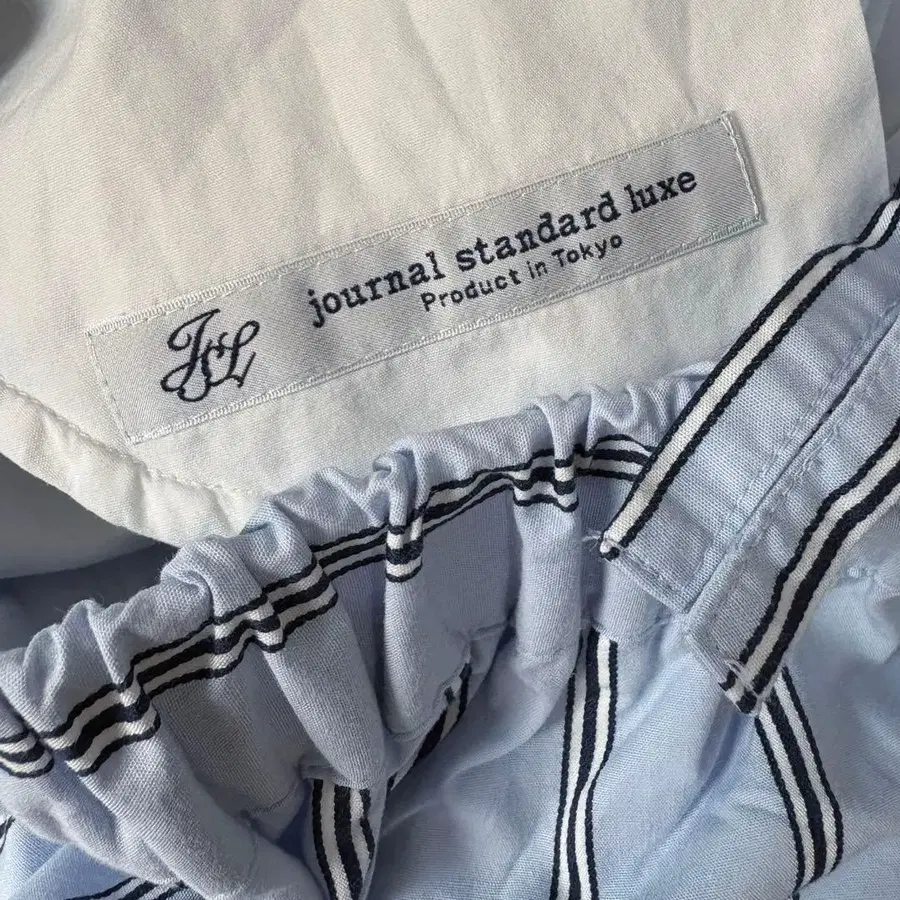 JSL
journal standard luxe
Product in Tokyo